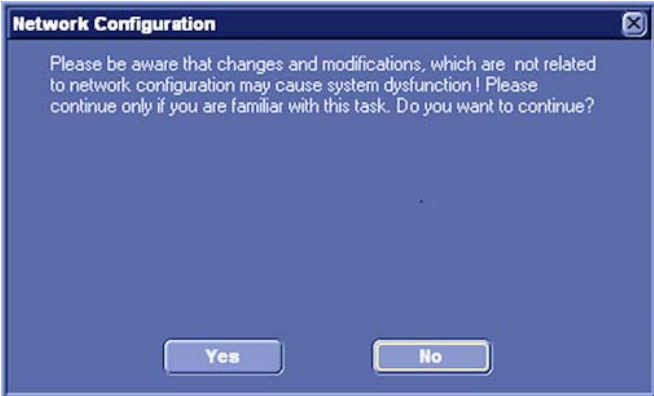 Network Configuration
Please be aware that changes and modifications, which are  not related
to network configuration may cause system dysfunction ! Please
continue only if you are familiar with this task. Do you want to continue?
Yes
No